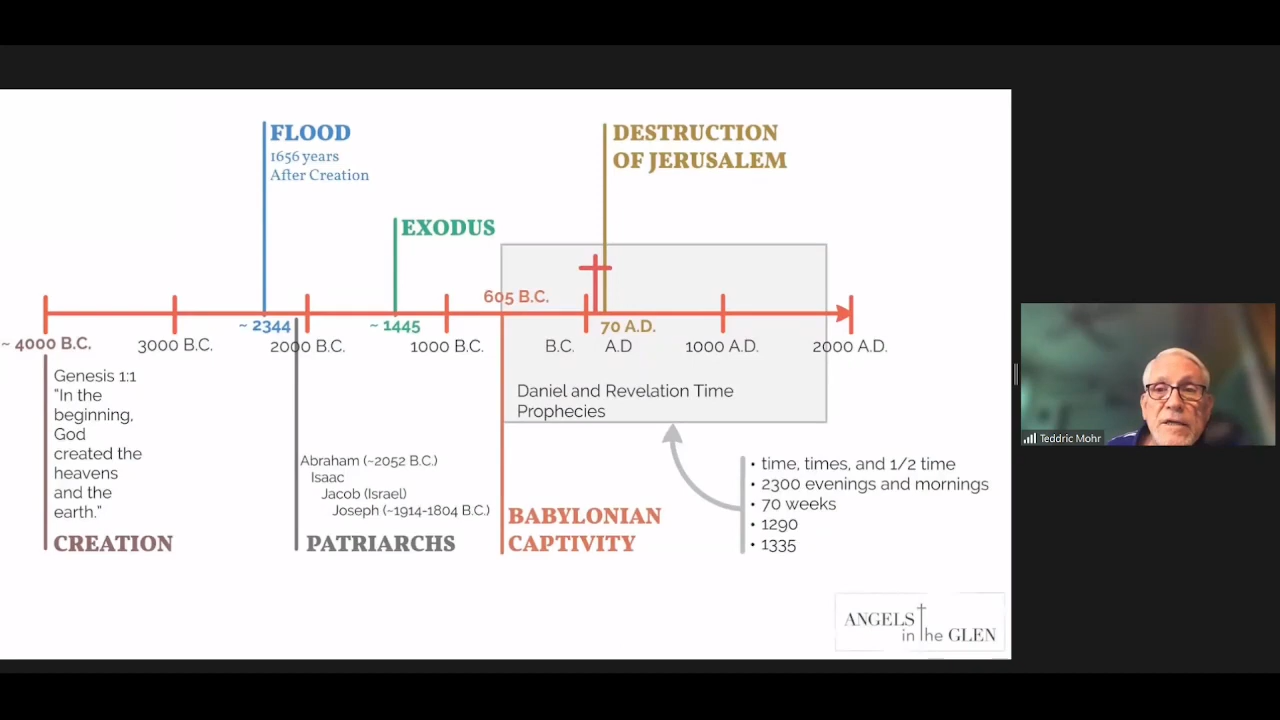 FLOOD
1656 years
After Creation
DESTRUCTION
OF JERUSALEM
EXODUS
605 B.C.
~ 2344
~ 1445
70 A.D.
~ 4000 B.C.
3000 B.C.
2000 B.C.
1000 B.C.
B.C.
A.D
1000 A.D.
2000 A.D.
Genesis 1:1
"In the
beginning,
God
created the
heavens
and the
earth."
CREATION
Abraham (~2052 B.C.)
Isaac
Jacob (Israel)
Joseph (~1914-1804 B.C.)
PATRIARCHS
Daniel and Revelation Time
Prophecies
BABYLONIAN
CAPTIVITY
• time, times, and 1/2 time
• 2300 evenings and mornings
• 70 weeks
• 1290
• 1335
ANGELS
in the GLEN
Teddric Mohr